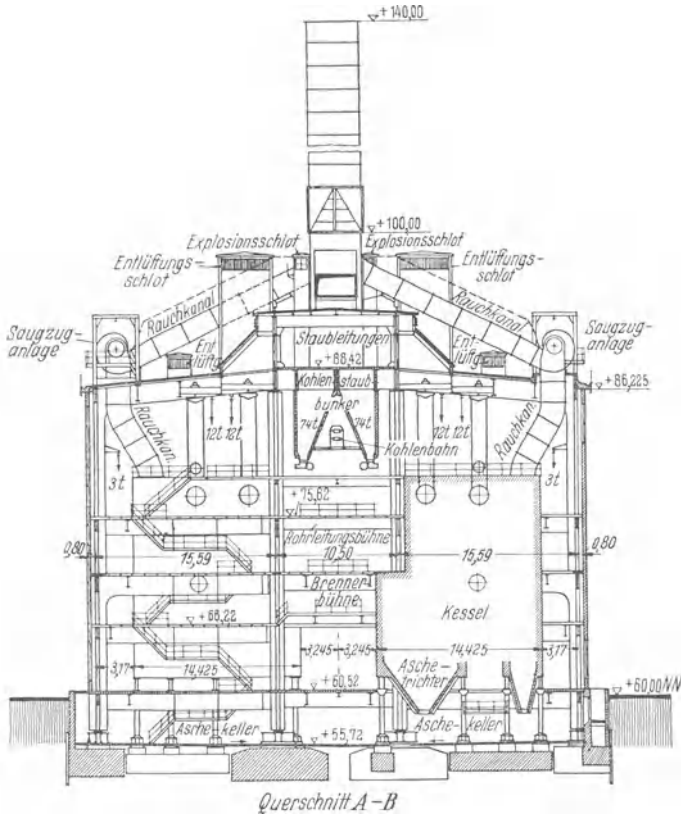 +140,00
+100,00
Explosionsschlot
Explosionsschlot
Entlüftungs-
schlot
Entlüftungs-
schlot
Rauchkanal
Rauchkanal
Saugzug-
anlage
Saugzug-
anlage
Ent
lüftg
Staubleitungen
Ent-
lüftg.
+88,42
+86,225
Kohlen
staub-
bunker
74t
74t
Kohlenbahn
12t
12t
12t
12t
Rauchkan.
Rauchkan.
3t
3t
+75,62
Rohrleitungsbühne
0,80
15,59
10,50
15,59
0,80
Brenner
bühne
Kessel
+66,22
3,245
3,245
14,425
3,17
3,17
14,425
Asche-
trichter
+60,52
+60,00NN
Aschekeller
Asche-
keller
+55,72
Querschnitt A-B